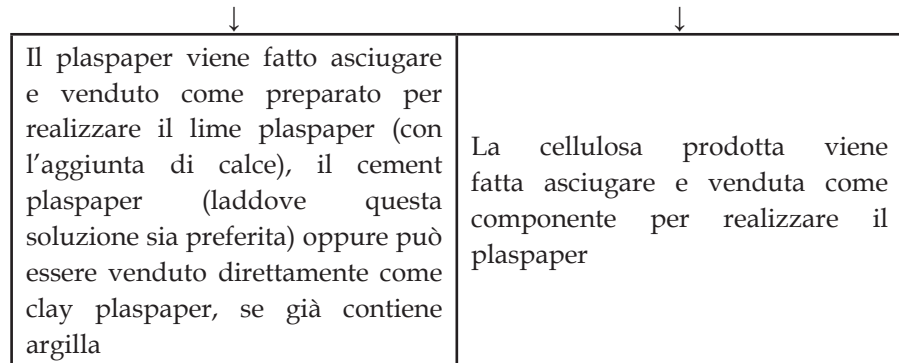 ↓ ↓
Il plaspaper viene fatto asciugare
e venduto come preparato per
realizzare il lime plaspaper (con
l'aggiunta di calce), il cement
plaspaper (laddove questa
soluzione sia preferita) oppure può
essere venduto direttamente come
clay plaspaper, se già contiene
argilla
La cellulosa prodotta viene
fatta asciugare e venduta come
componente per realizzare il
plaspaper